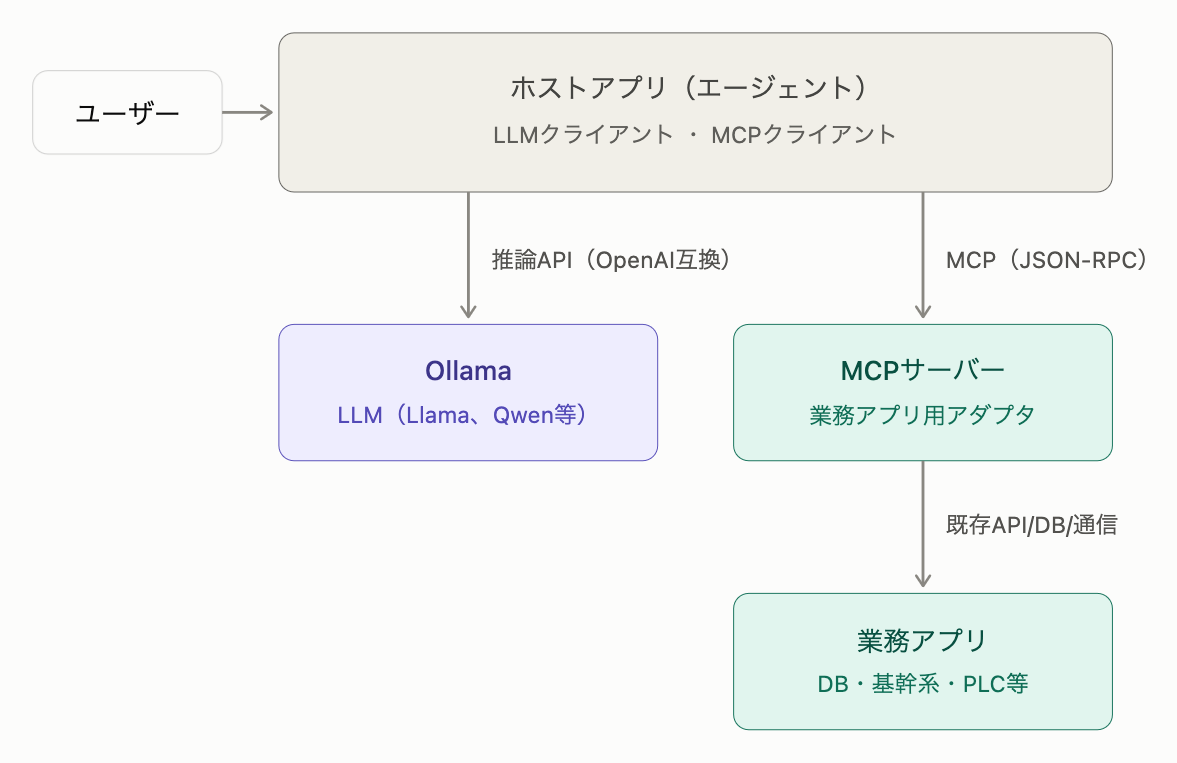 ユーザー
ホストアプリ（エージェント）
LLMクライアント ・ MCPクライアント
推論API（OpenAI互換）
MCP（JSON-RPC）
Ollama
LLM（Llama、Qwen等）
MCPサーバー
業務アプリ用アダプタ
既存API/DB/通信
業務アプリ
DB・基幹系・PLC等